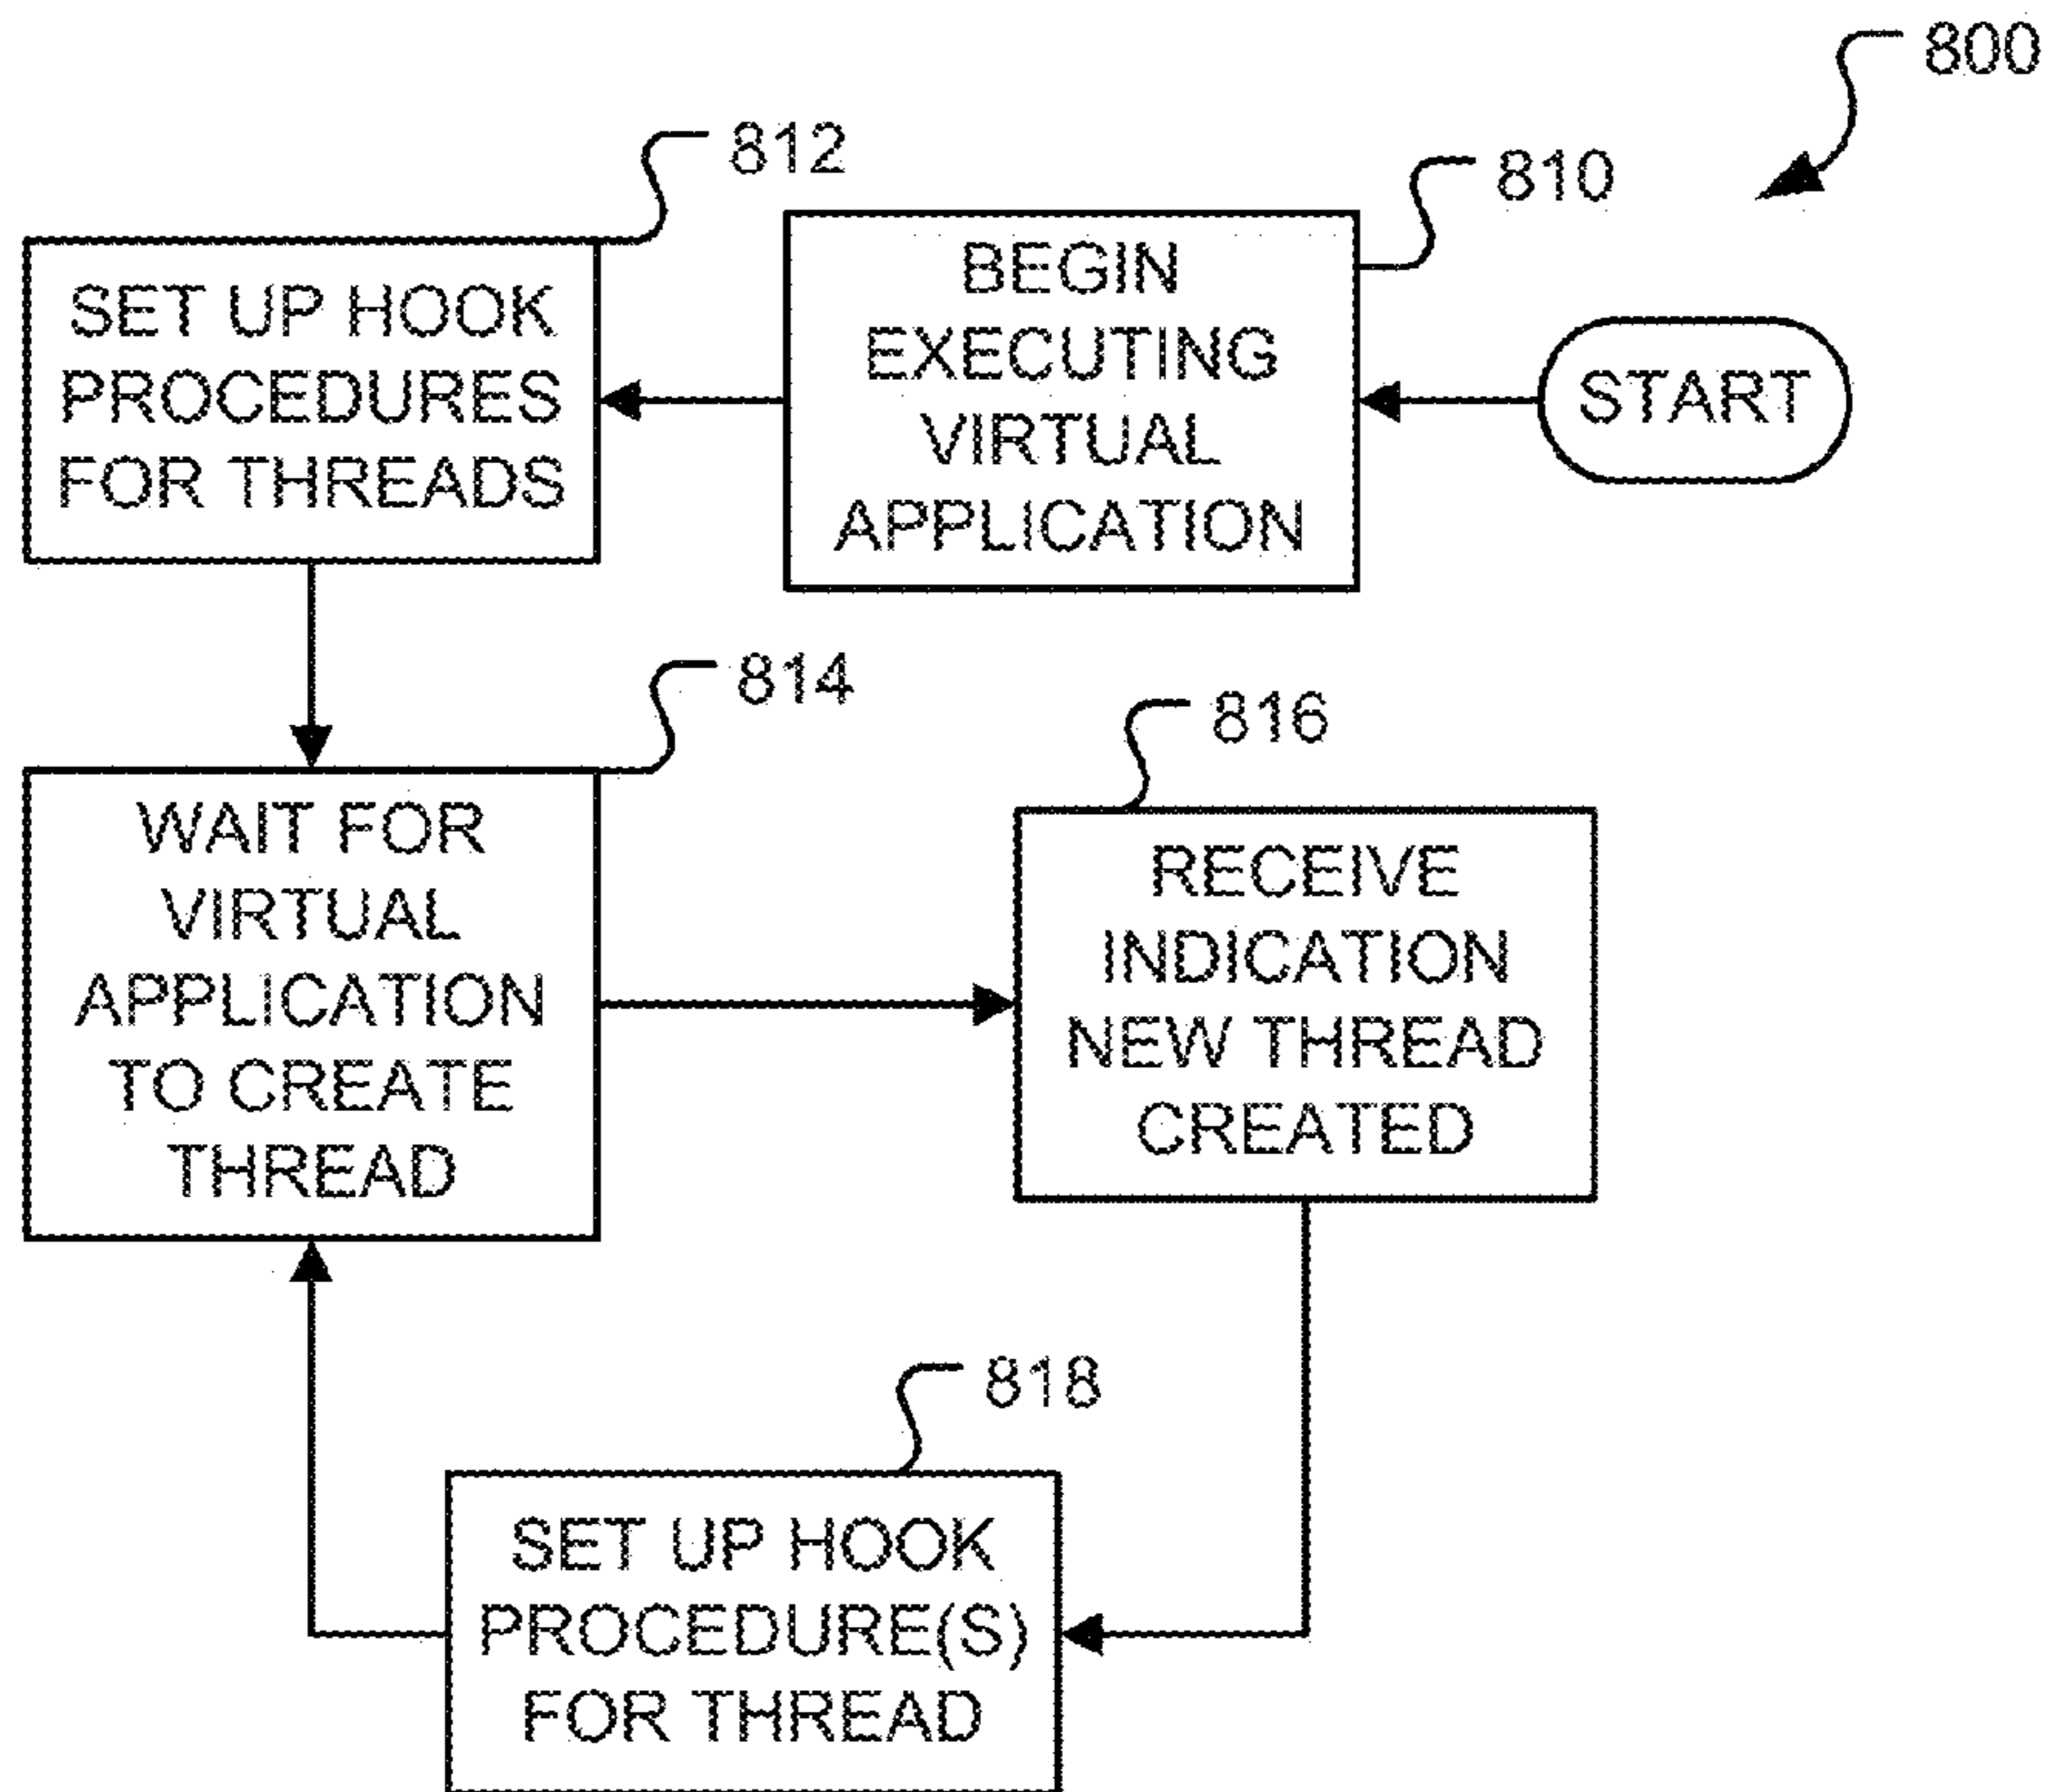 800
812
810
SET UP HOOK
PROCEDURES
FOR THREADS
BEGIN
EXECUTING
VIRTUAL
APPLICATION
START
814
816
WAIT FOR
VIRTUAL
APPLICATION
TO CREATE
THREAD
RECEIVE
INDICATION
NEW THREAD
CREATED
818
SET UP HOOK
PROCEDURE(S)
FOR THREAD